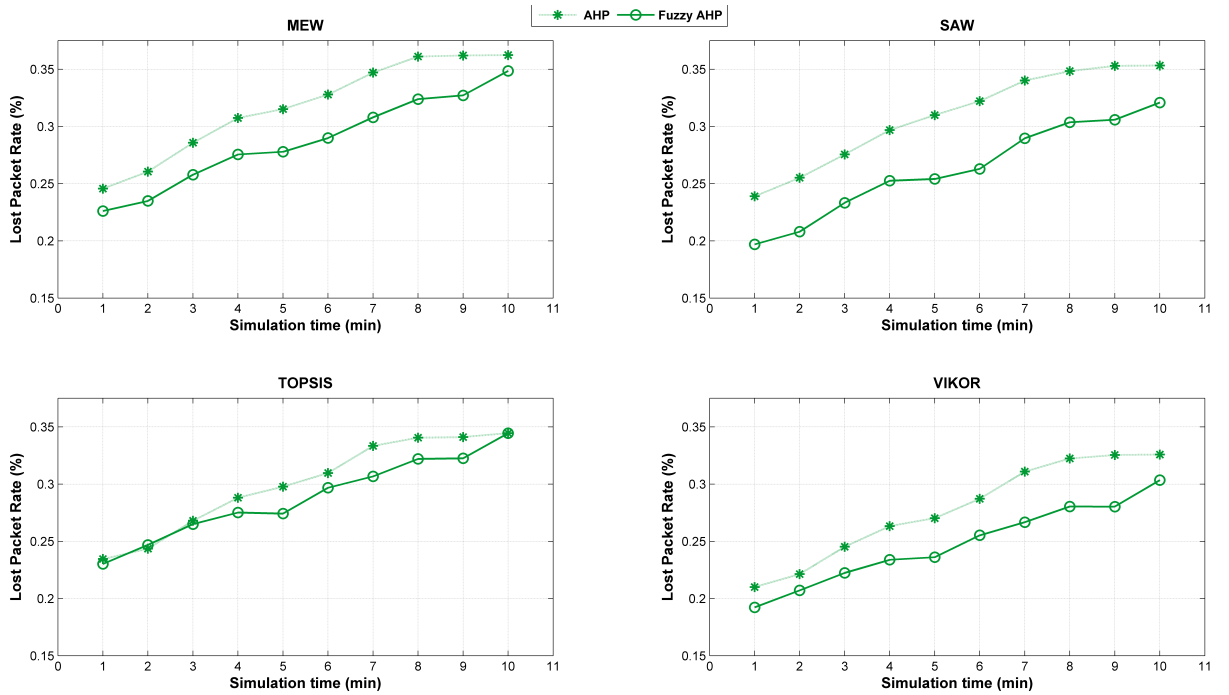 AHP Fuzzy AHP
MEW
Lost Packet Rate (%)
0.35
0.3
0.25
0.2
0.15
0 1 2 3 4 5 6 7 8 9 10 11
Simulation time (min)
SAW
Lost Packet Rate (%)
0.35
0.3
0.25
0.2
0.15
0 1 2 3 4 5 6 7 8 9 10 11
Simulation time (min)
TOPSIS
Lost Packet Rate (%)
0.35
0.3
0.25
0.2
0.15
0 1 2 3 4 5 6 7 8 9 10 11
Simulation time (min)
VIKOR
Lost Packet Rate (%)
0.35
0.3
0.25
0.2
0.15
0 1 2 3 4 5 6 7 8 9 10 11
Simulation time (min)